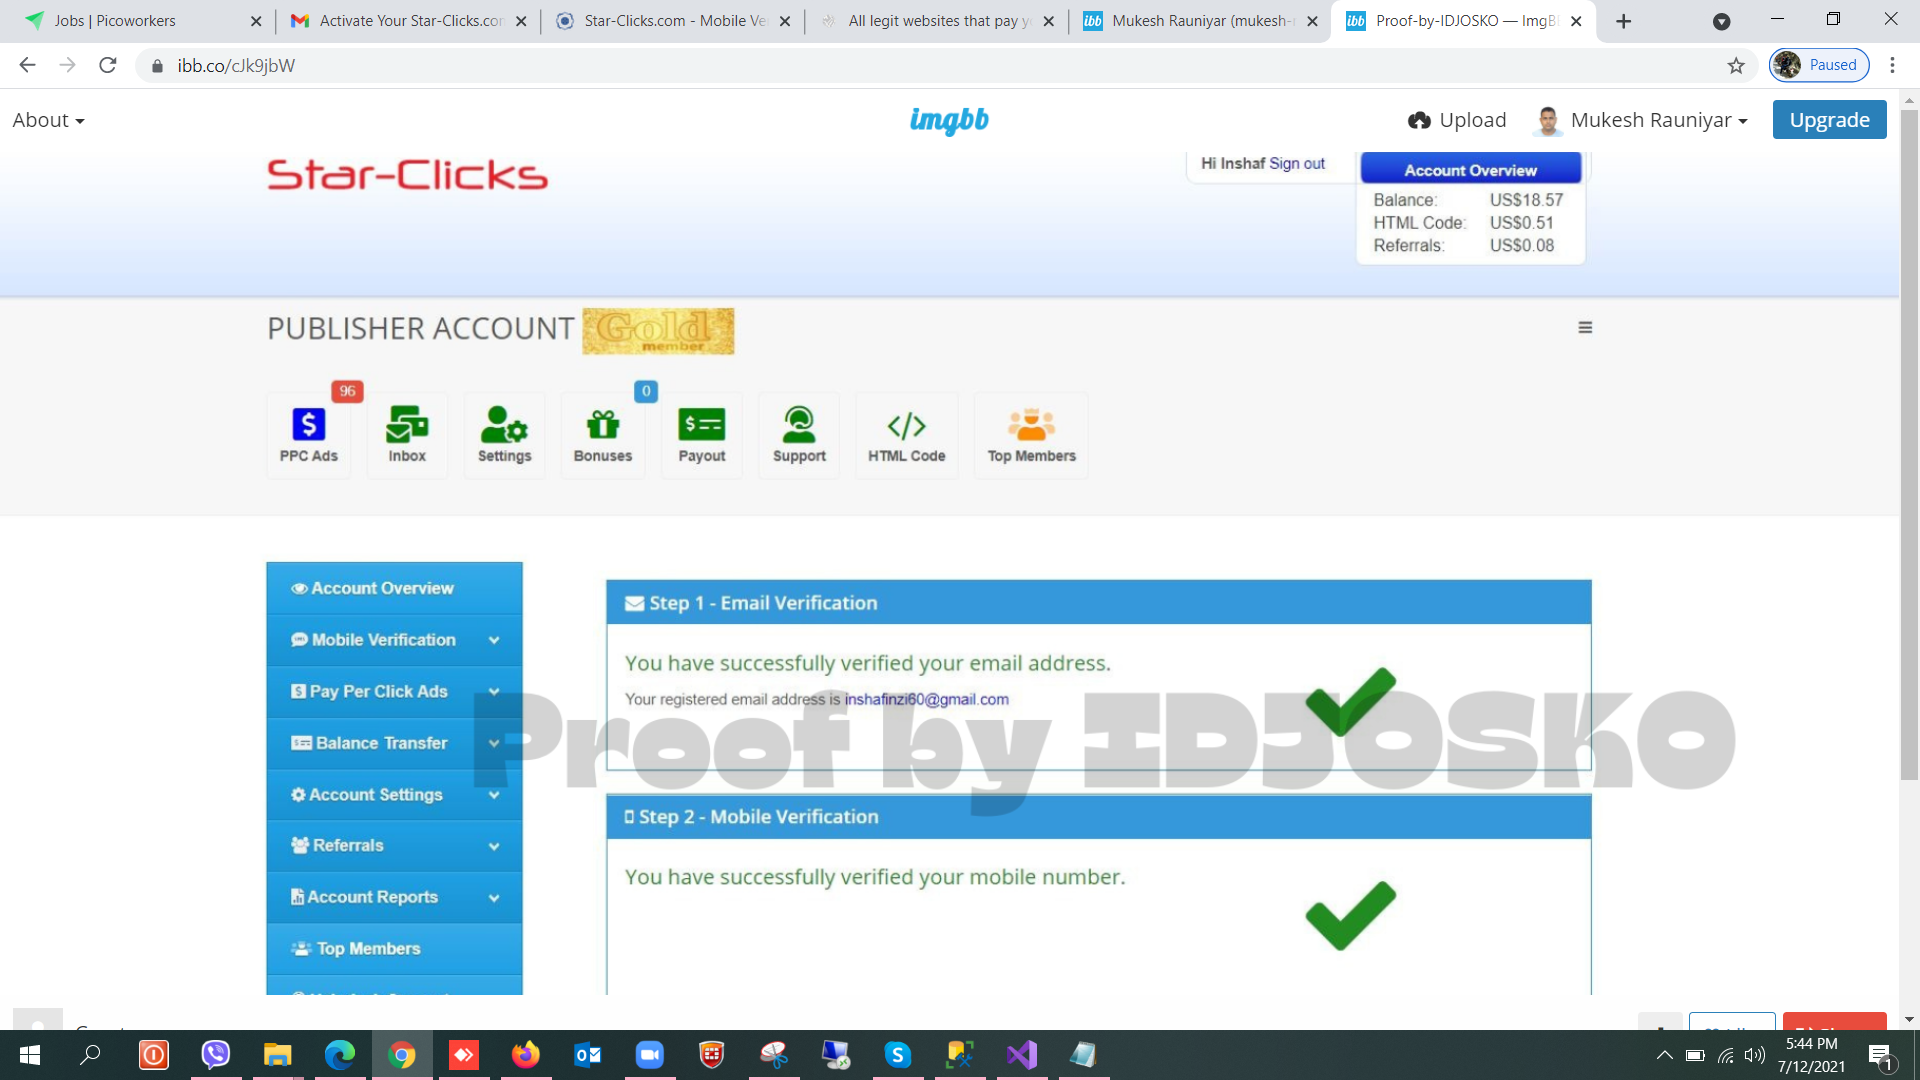 Jobs | Picoworkers
Activate Your Star-Clicks.con
Star-Clicks.com - Mobile Ve
All legit websites that pay y
ibb Mukesh Rauniyar (mukesh-r
ibb Proof-by-IDJOSKO — ImgBB
ibb.co/cJk9jbW
Paused
About
imgbb
Upload
Mukesh Rauniyar
Upgrade
Star-Clicks
Hi Inshaf Sign out
Account Overview
Balance: US$18.57
HTML Code: US$0.51
Referrals: US$0.08
PUBLISHER ACCOUNT Gold member
96
0
PPC Ads
Inbox
Settings
Bonuses
Payout
Support
HTML Code
Top Members
Account Overview
Mobile Verification
Pay Per Click Ads
Balance Transfer
Account Settings
Referrals
Account Reports
Top Members
Step 1 - Email Verification
You have successfully verified your email address.
Your registered email address is inshafinzi60@gmail.com
Proof by IDJOSKO
Step 2 - Mobile Verification
You have successfully verified your mobile number.
5:44 PM
7/12/2021
1